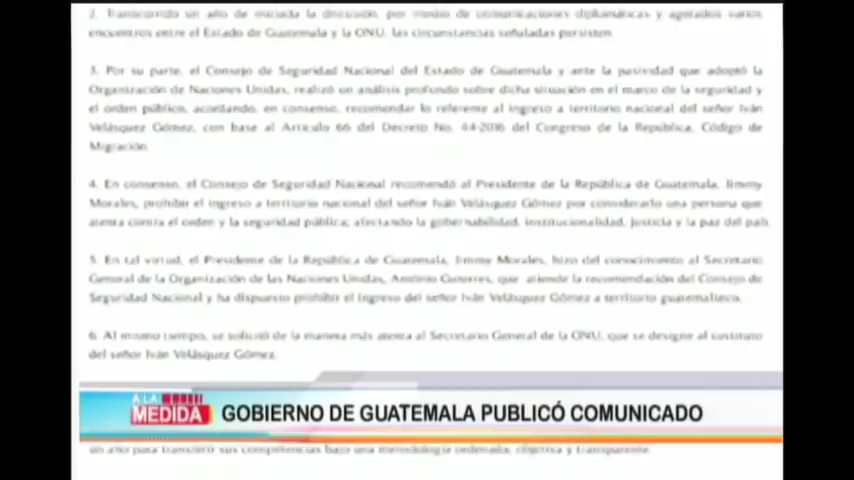 2. Transcurrido un año de iniciada la discusión, por medio de comunicaciones diplomáticas y agotados varios
encuentros entre el Estado de Guatemala y la ONU, las circunstancias señaladas persisten.
3. Por su parte, el Consejo de Seguridad Nacional del Estado de Guatemala y ante la pasividad que adoptó la
Organización de Naciones Unidas, realizó un análisis profundo sobre dicha situación en el marco de la seguridad y
el orden público, acordando, en consenso, recomendar lo referente al ingreso a territorio nacional del señor Iván
Velásquez Gómez, con base al Artículo 66 del Decreto No. 44-2016 del Congreso de la República, Código de
Migración.
4. En consenso, el Consejo de Seguridad Nacional recomendó al Presidente de la República de Guatemala, Jimmy
Morales, prohibir el ingreso a territorio nacional del señor Iván Velásquez Gómez por considerarlo una persona que
atenta contra el orden y la seguridad pública; afectando la gobernabilidad, institucionalidad, justicia y la paz del país.
5. En tal virtud, el Presidente de la República de Guatemala, Jimmy Morales, hizo del conocimiento al Secretario
General de la Organización de las Naciones Unidas, António Guterres, que atiende la recomendación del Consejo de
Seguridad Nacional y ha dispuesto prohibir el ingreso del señor Iván Velásquez Gómez a territorio guatemalteco.
6. Al mismo tiempo, se solicitó de la manera más atenta al Secretario General de la ONU, que se designe al sustituto
del señor Iván Velásquez Gómez.
A LA
MEDIDA
GOBIERNO DE GUATEMALA PUBLICÓ COMUNICADO
un año para transferir sus competencias bajo una metodología ordenada, objetiva y transparente.